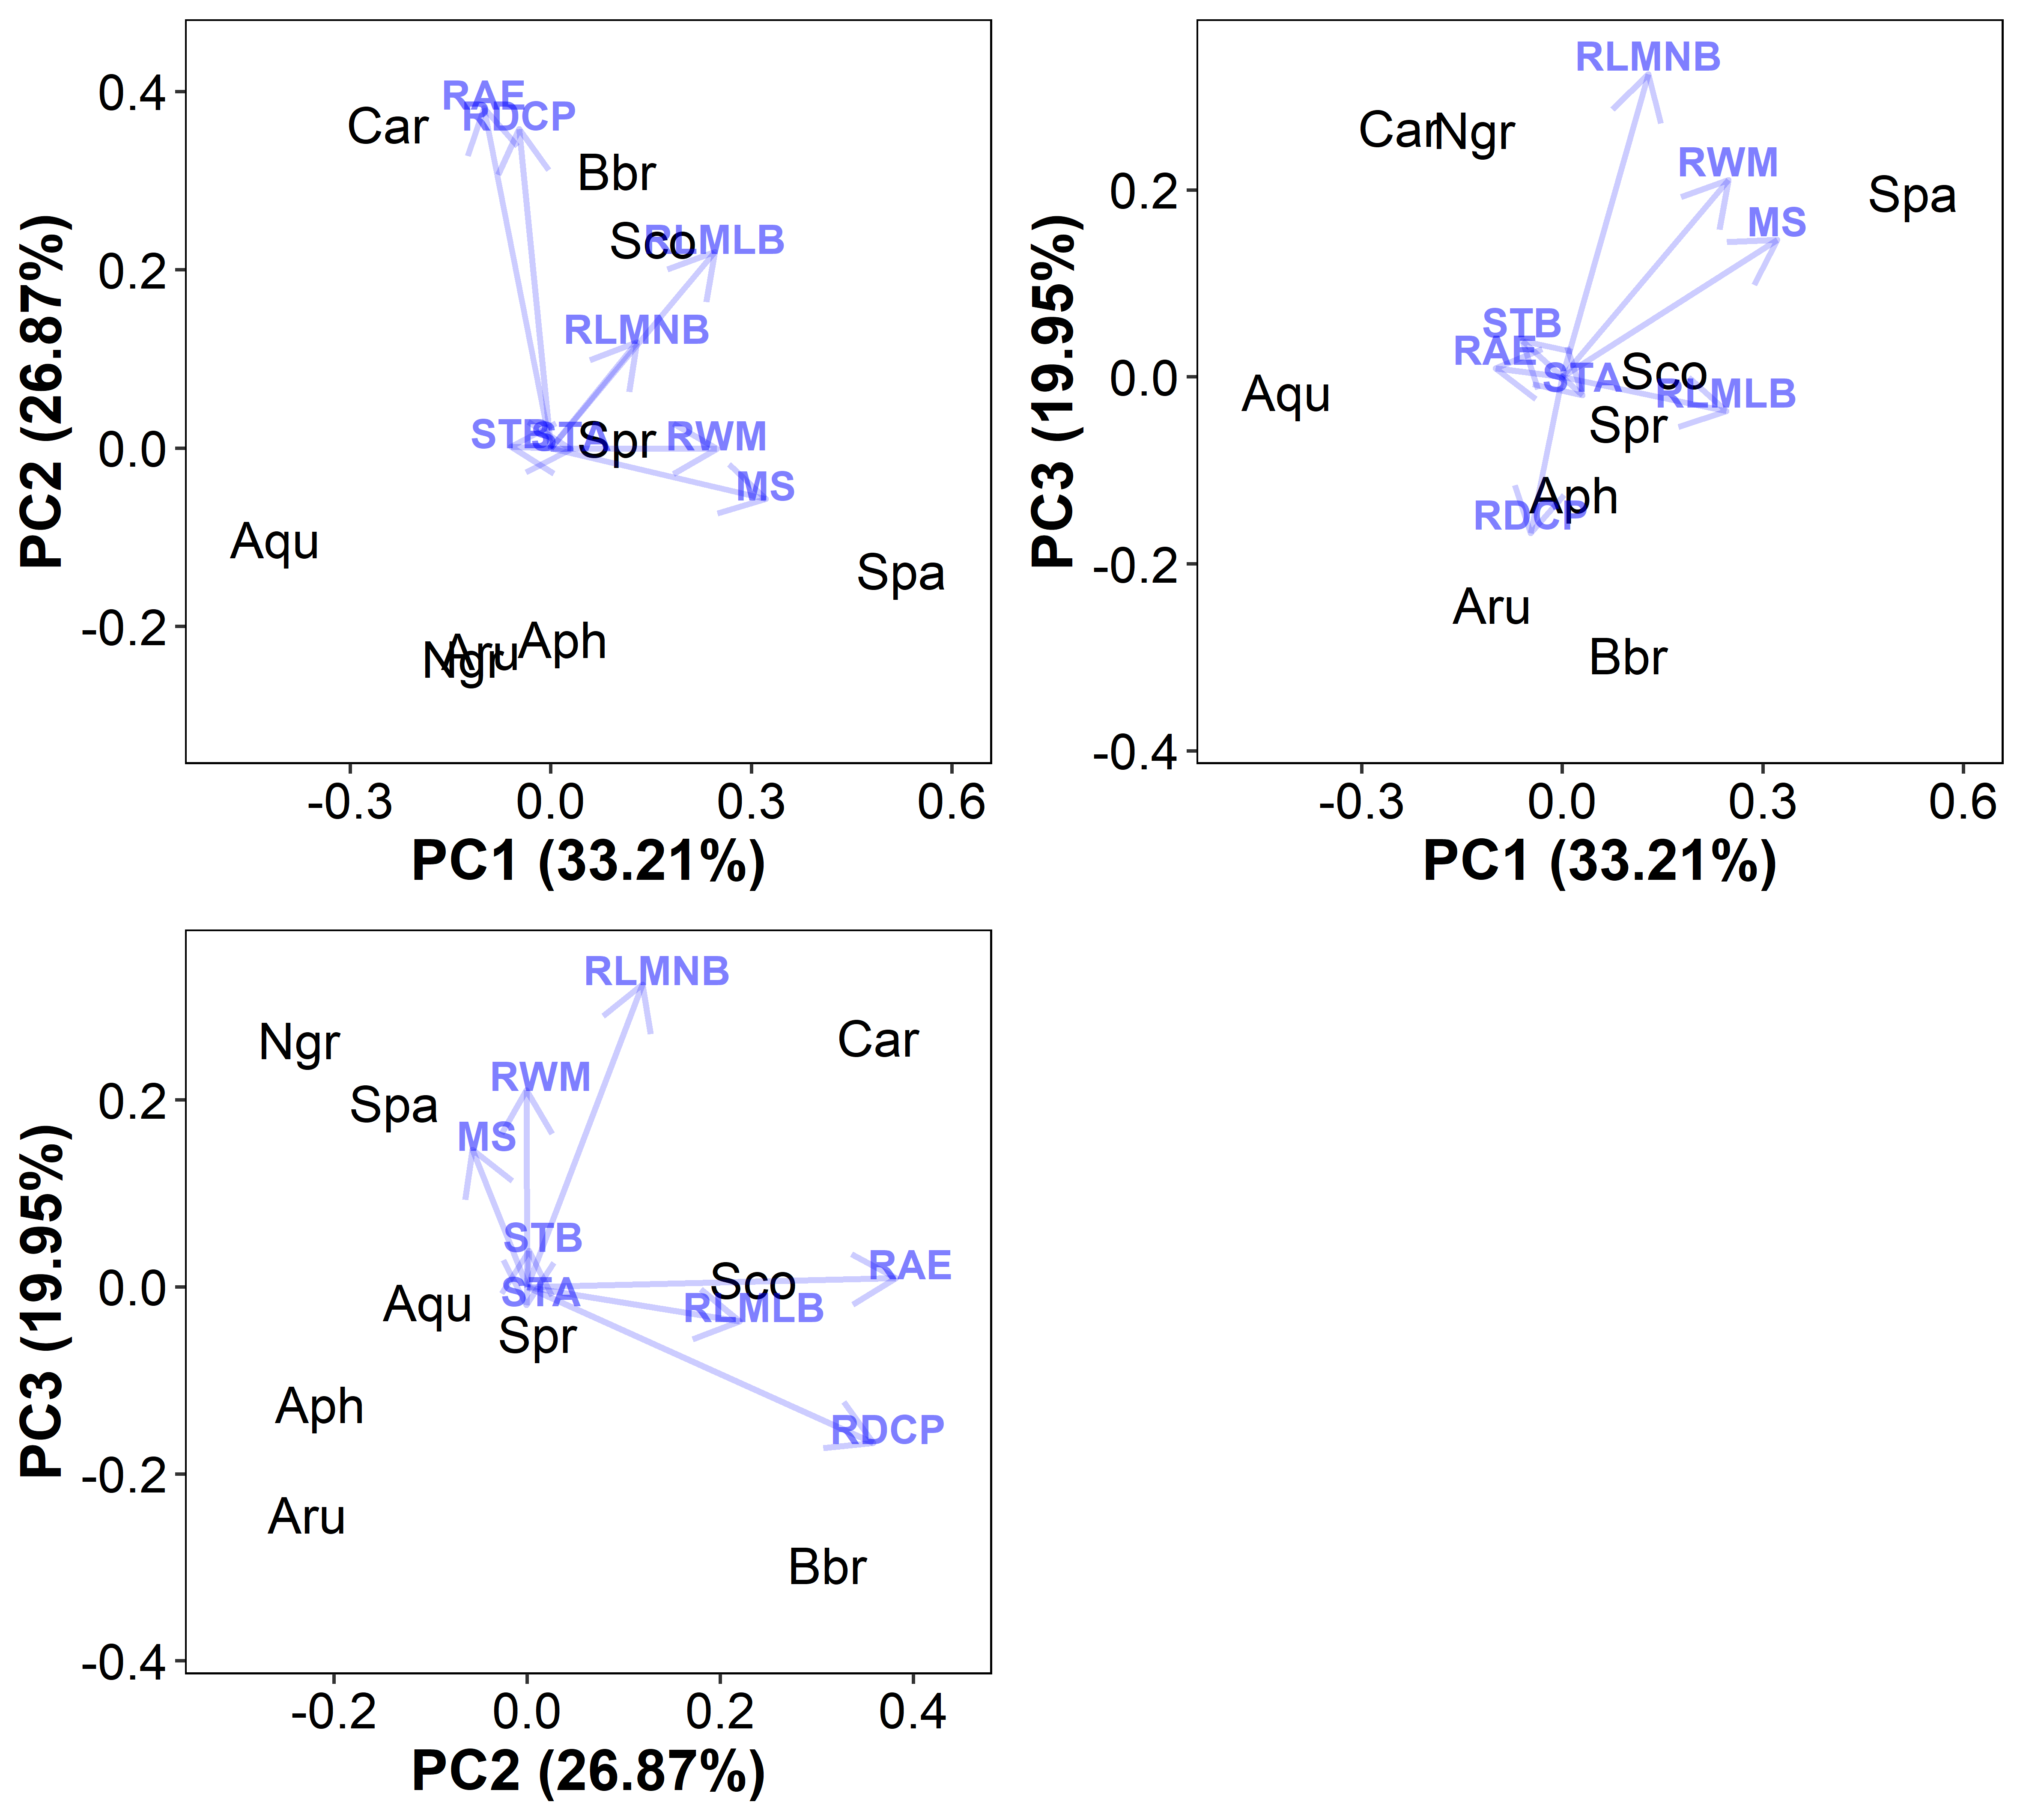 PC2 (26.87%)
0.4
0.2
0.0
-0.2
RAE
RDCP
Car
Bbr
Sco
RLMLB
RLMNB
STB
STA
Spr
RWM
MS
Aqu
Spa
Ngr
Aru
Aph
-0.3
0.0
0.3
0.6
PC1 (33.21%)
PC3 (19.95%)
0.2
0.0
-0.2
-0.4
RLMNB
Car
Ngr
RWM
Spa
MS
STB
RAE
STA
Sco
Aqu
RLMLB
Spr
Aph
RDCP
Aru
Bbr
-0.3
0.0
0.3
0.6
PC1 (33.21%)
PC3 (19.95%)
0.2
0.0
-0.2
-0.4
RLMNB
Ngr
Car
RWM
Spa
MS
STB
RAE
STA
Sco
Aqu
RLMLB
Spr
Aph
RDCP
Aru
Bbr
-0.2
0.0
0.2
0.4
PC2 (26.87%)